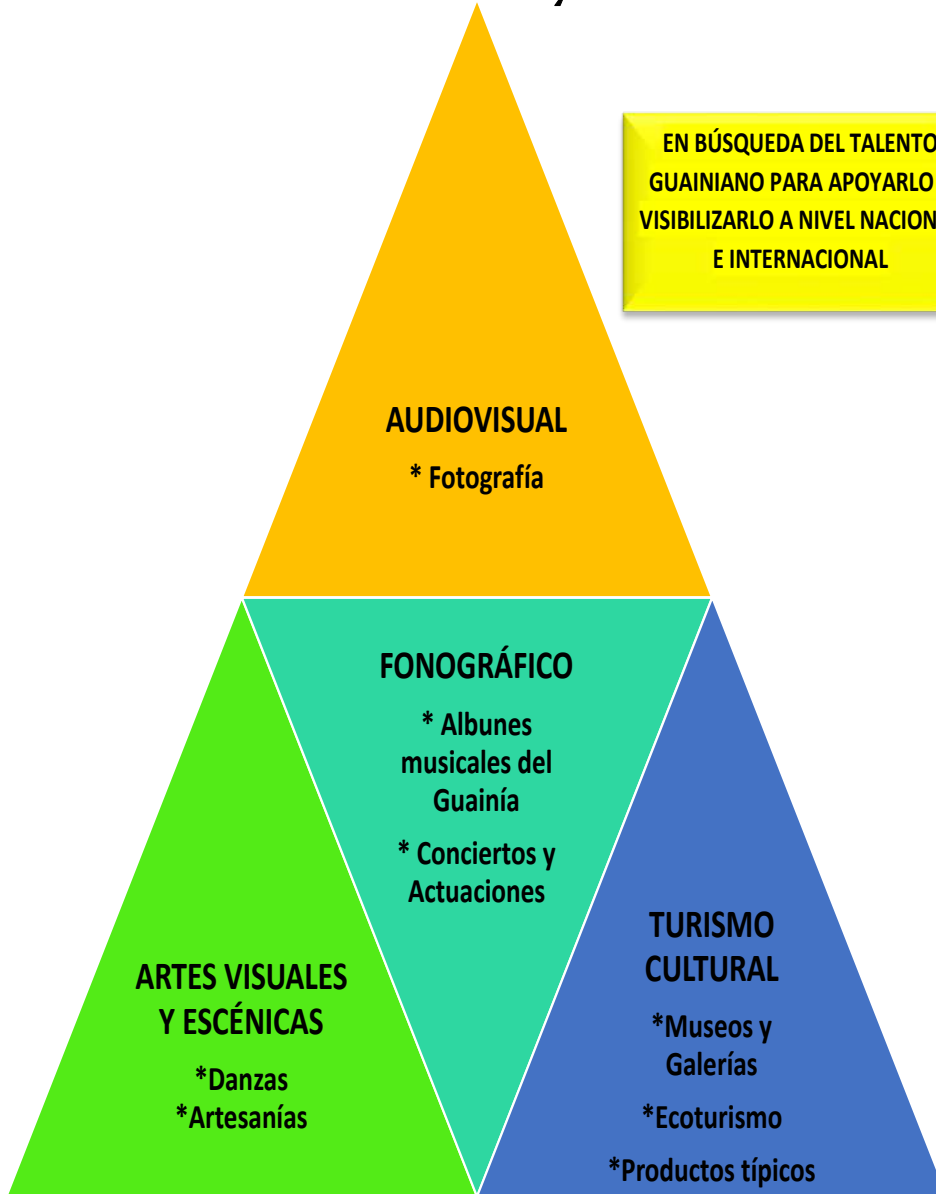 EN BÚSQUEDA DEL TALENTO
GUAINIANO PARA APOYARLO
VISIBILIZARLO A NIVEL
E INTERNACIONAL
AUDIOVISUAL
* Fotografía
FONOGRÁFICO
* Albunes
musicales del
Guainía
* Conciertos y
Actuaciones
TURISMO
CULTURAL
*Museos y
Galerías
*Ecoturismo
*Productos típicos
ARTES VISUALES
Y ESCÉNICAS
*Danzas
*Artesanías